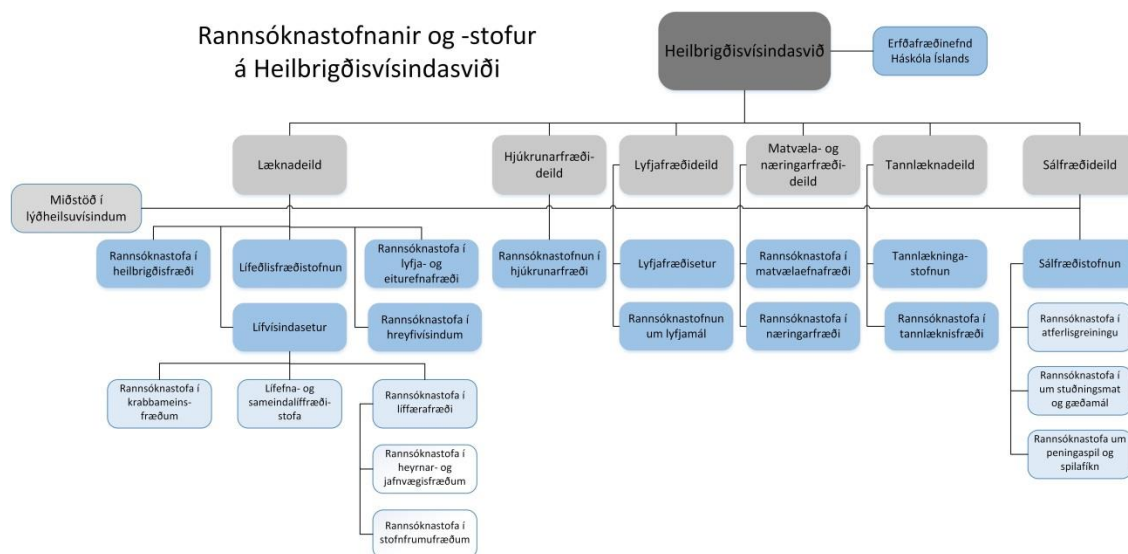 Rannsóknastofnanir og -stofur
á Heilbrigðisvísindasviði
Heilbrigðisvísindasvið
Erfðafræðinefnd
Háskóla Íslands
Læknadeild
Hjúkrunarfræði-
deild
Lyfjafræðideild
Matvæla- og
næringarfræði-
deild
Tannlæknadeild
Sálfræðideild
Miðstöð í
lýðheilsuvísindum
Rannsóknastofa í
heilbrigðisfræði
Lífeðlisfræðistofnun
Rannsóknastofa í
lyfja- og
eiturefnafræði
Rannsóknastofnun í
hjúkrunarfræði
Lyfjafræðisetur
Rannsóknastofa í
matvælaefnafræði
Tannlækninga-
stofnun
Sálfræðistofnun
Lífvísindasetur
Rannsóknastofa í
hreyfivísindum
Rannsóknastofnun
um lyfjamál
Rannsóknastofa í
næringarfræði
Rannsóknastofa í
tannlæknisfræði
Rannsóknastofa í
atferlisgreiningu
Rannsóknastofa í
krabbameins-
fræðum
Lífefna- og
sameindalíffræði-
stofa
Rannsóknastofa í
líffærafræði
Rannsóknastofa í
um stuðningsmat
og gæðamál
Rannsóknastofa í
heyrnar- og
jafnvægisfræðum
Rannsóknastofa um
peningaspil og
spilafíkn
Rannsóknastofa í
stofnfrumufræðum